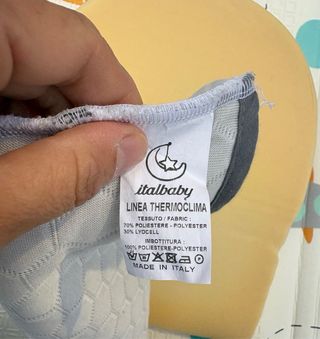 italbaby
LINEA THERMOCLIMA
TESSUTO / FABRIC :
70% POLIESTERE - POLYESTER
30% LYOCELL
IMBOTTITURA :
100% POLIESTERE-POLYESTER
MADE IN ITALY